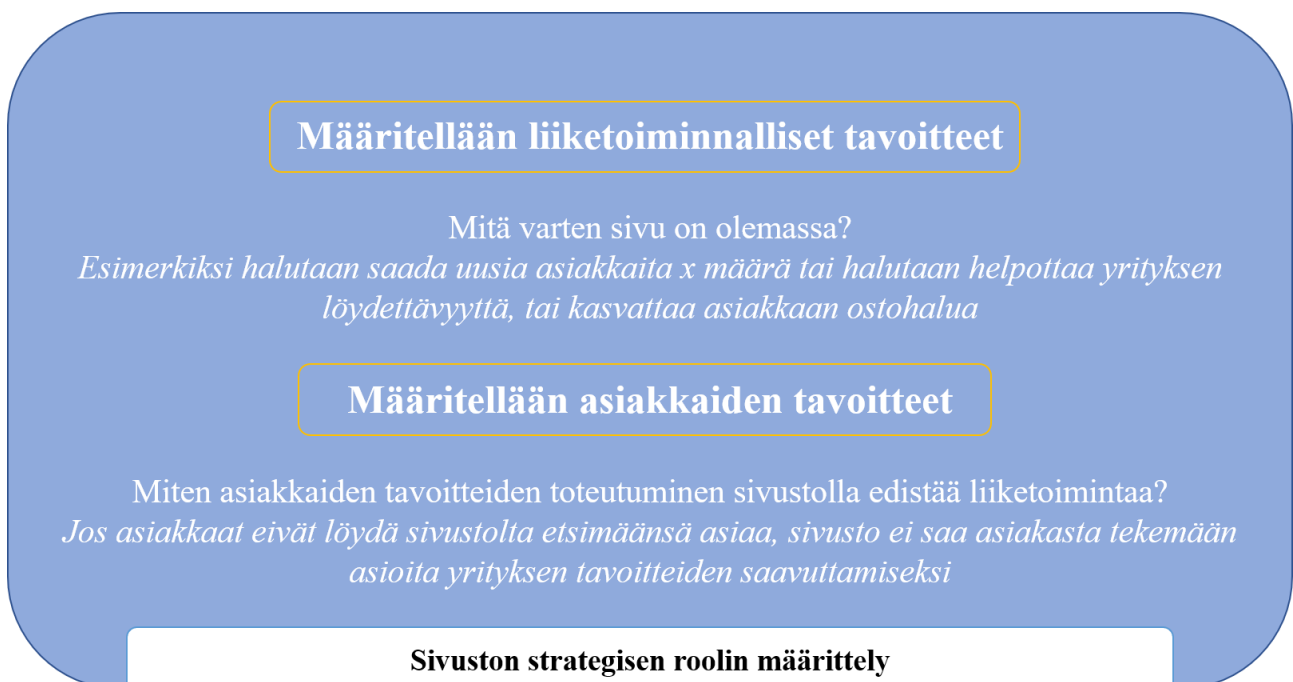 Määritellään liiketoiminnalliset tavoitteet
Mitä varten sivu on olemassa?
Esimerkiksi halutaan saada uusia asiakkaita x määrä tai halutaan helpottaa yrityksen
löydettävyyttä, tai kasvattaa asiakkaan ostohalua
Määritellään asiakkaiden tavoitteet
Miten asiakkaiden tavoitteiden toteutuminen sivustolla edistää liiketoimintaa?
Jos asiakkaat eivät löydä sivustolta etsimäänsä asiaa, sivusto ei saa asiakasta tekemään
asioita yrityksen tavoitteiden saavuttamiseksi
Sivuston strategisen roolin määrittely